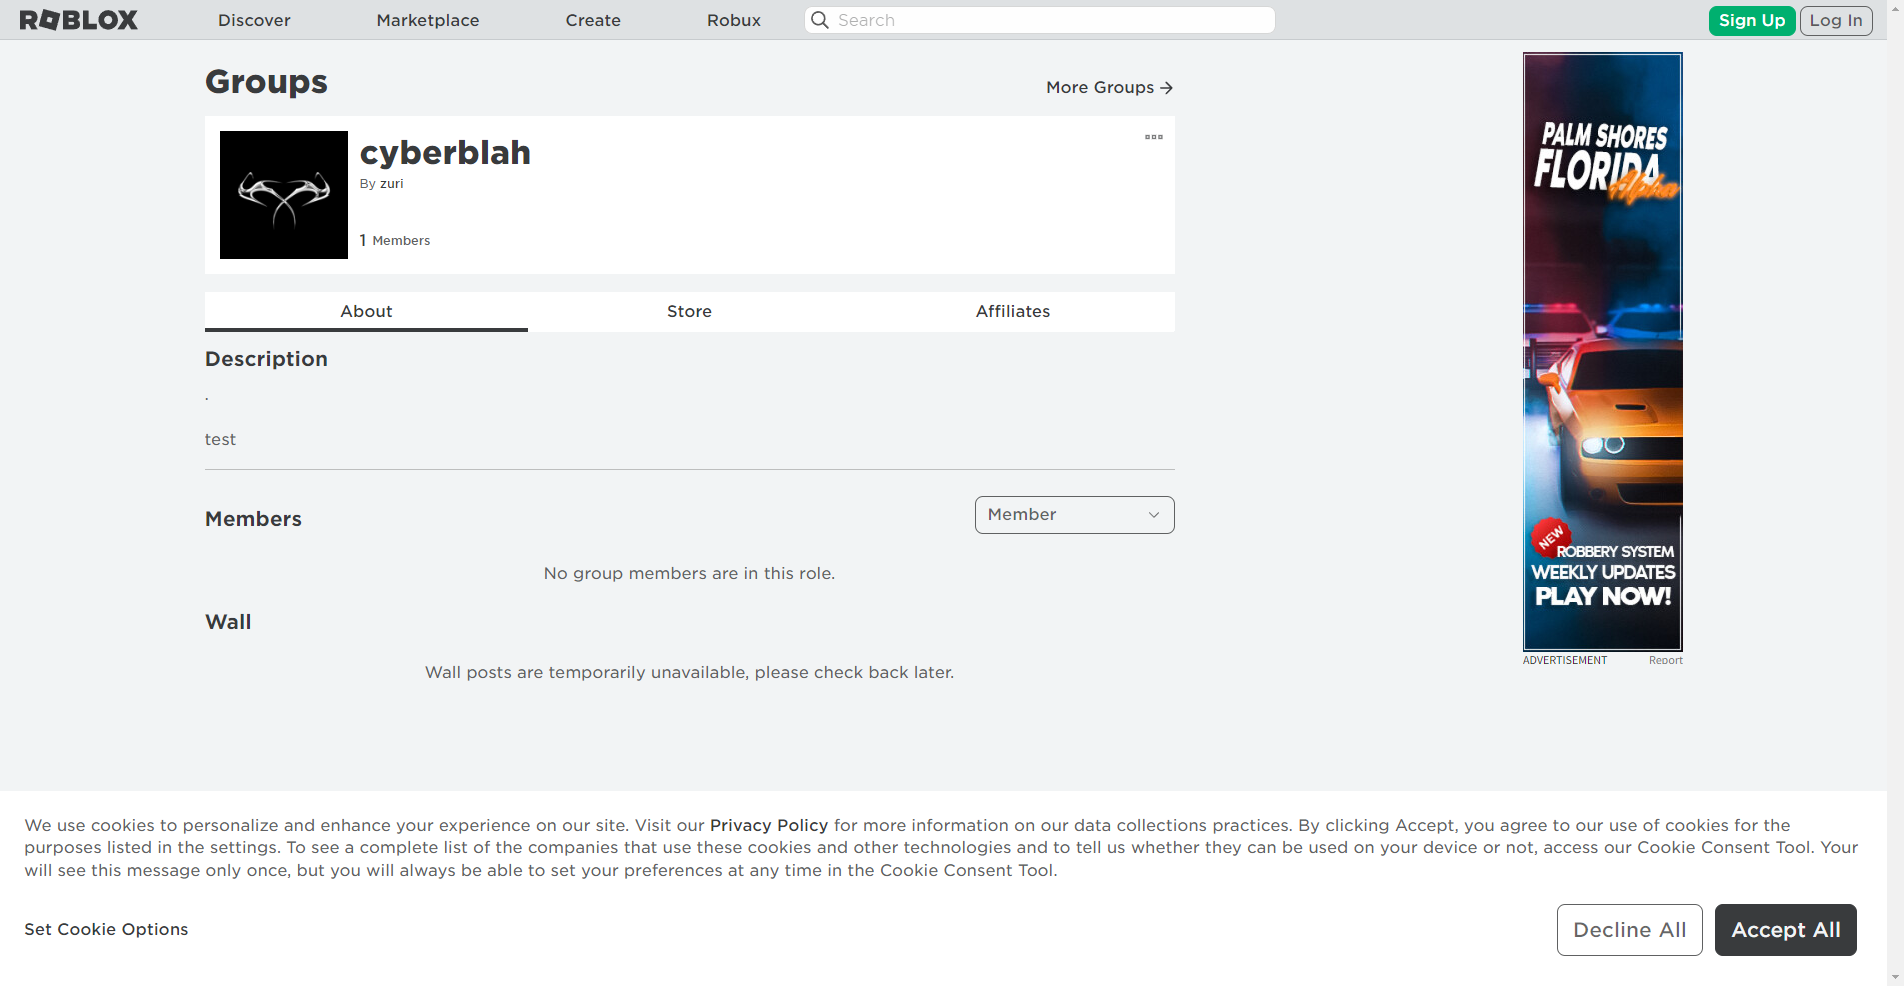 ROBLOX
Discover
Marketplace
Create
Robux
Search
Sign Up
Log In
Groups
More Groups
cyberblah
By zuri
1 Members
About
Store
Affiliates
Description
.
test
Members
Member
No group members are in this role.
Wall
Wall posts are temporarily unavailable, please check back later.
PALM SHORES
FLORIDA
Alpha
NEW
ROBBERY SYSTEM
WEEKLY UPDATES
PLAY NOW!
ADVERTISEMENT
Report
We use cookies to personalize and enhance your experience on our site. Visit our Privacy Policy for more information on our data collections practices. By clicking Accept, you agree to our use of cookies for the
purposes listed in the settings. To see a complete list of the companies that use these cookies and other technologies and to tell us whether they can be used on your device or not, access our Cookie Consent Tool. Your
will see this message only once, but you will always be able to set your preferences at any time in the Cookie Consent Tool.
Set Cookie Options
Decline All
Accept All